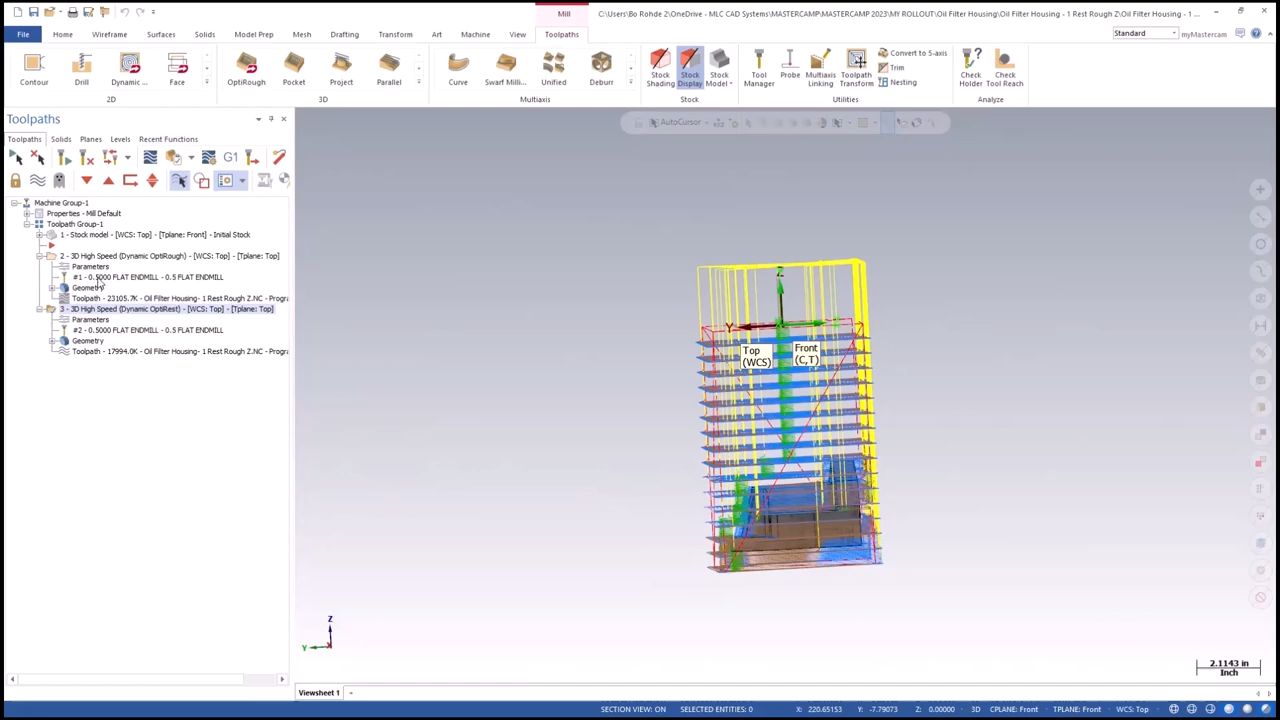 Mill
C:\Users\Bo Rohde 2\OneDrive - MLC CAD Systems\MASTERCAMP\MASTERCAMP 2023\MY ROLLOUT\Oil Filter Housing\Oil Filter Housing - 1 Rest Rough Z\Oil Filter Housing - 1 ...
File Home Wireframe Surfaces Solids Model Prep Mesh Drafting Transform Art Machine View Toolpaths
Standard myMastercam
Contour Drill Dynamic ... Face OptiRough Pocket Project Parallel Curve Swarf Milli... Unified Deburr Stock Shading Stock Display Stock Model Tool Manager Probe Multiaxis Linking Toolpath Transform Convert to 5-axis Trim Nesting Check Holder Check Tool Reach
2D 3D Multiaxis Stock Utilities Analyze
Toolpaths
Toolpaths Solids Planes Levels Recent Functions
G1
AutoCursor
Machine Group-1
Properties - Mill Default
Toolpath Group-1
1 - Stock model - [WCS: Top] - [Tplane: Front] - Initial Stock
2 - 3D High Speed (Dynamic OptiRough) - [WCS: Top] - [Tplane: Top]
Parameters
#1 - 0.5000 FLAT ENDMILL - 0.5 FLAT ENDMILL
Geometry
Toolpath - 23105.7K - Oil Filter Housing- 1 Rest Rough Z.NC - Progra
3 - 3D High Speed (Dynamic OptiRest) - [WCS: Top] - [Tplane: Top]
Parameters
#2 - 0.5000 FLAT ENDMILL - 0.5 FLAT ENDMILL
Geometry
Toolpath - 17994.0K - Oil Filter Housing- 1 Rest Rough Z.NC - Progra
Z
Y
Top
(WCS)
Front
(C,T)
Z
Y
2.1143 in
Inch
Viewsheet 1
SECTION VIEW: ON SELECTED ENTITIES: 0 X: 220.65153 Y: -7.79073 Z: 0.00000 3D CPLANE: Front TPLANE: Front WCS: Top